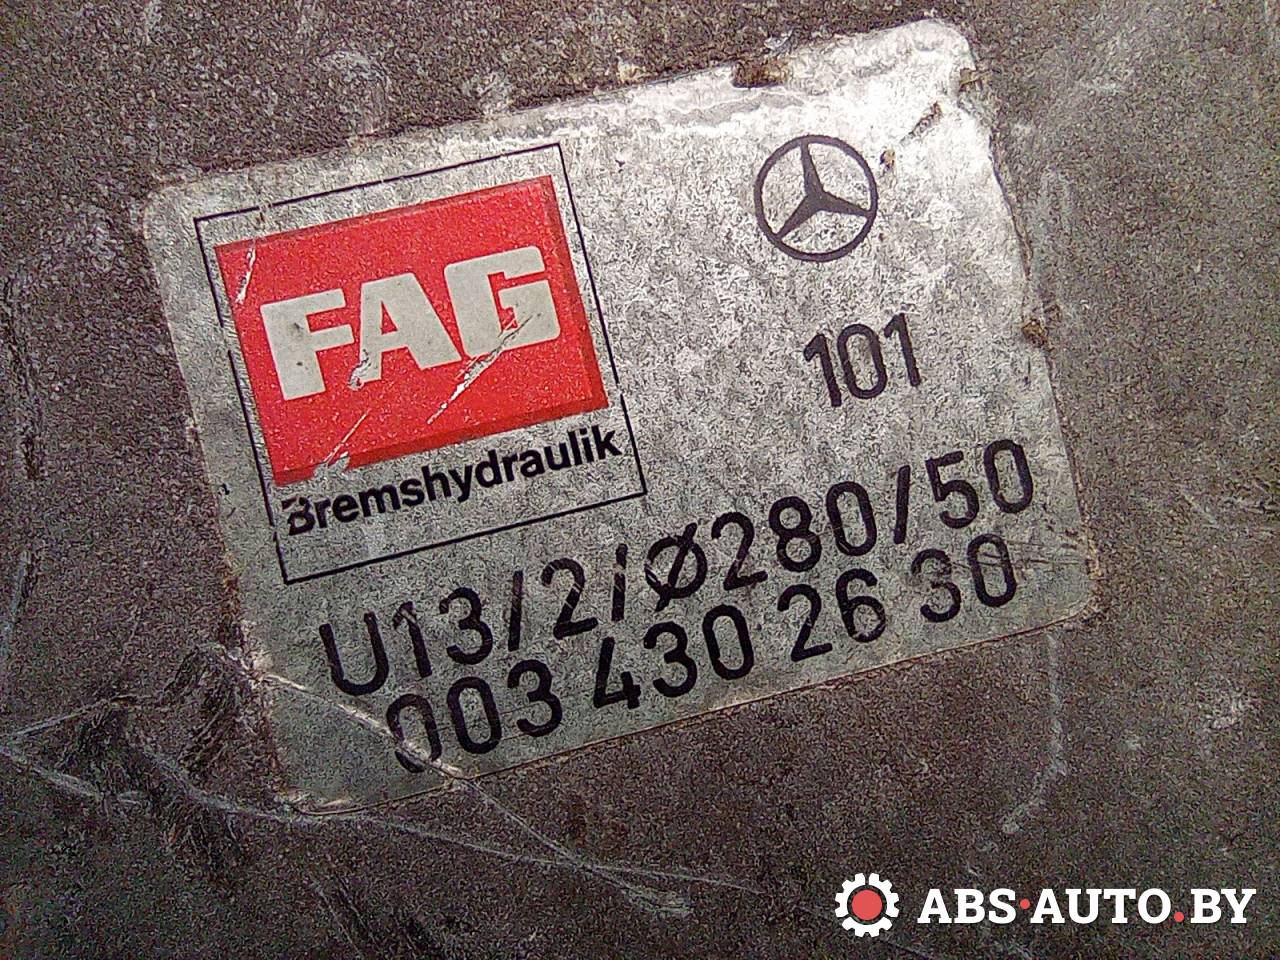 FAG
Bremshydraulik
101
U13/2/Ø280/50
003 430 26 30
ABS·AUTO.BY